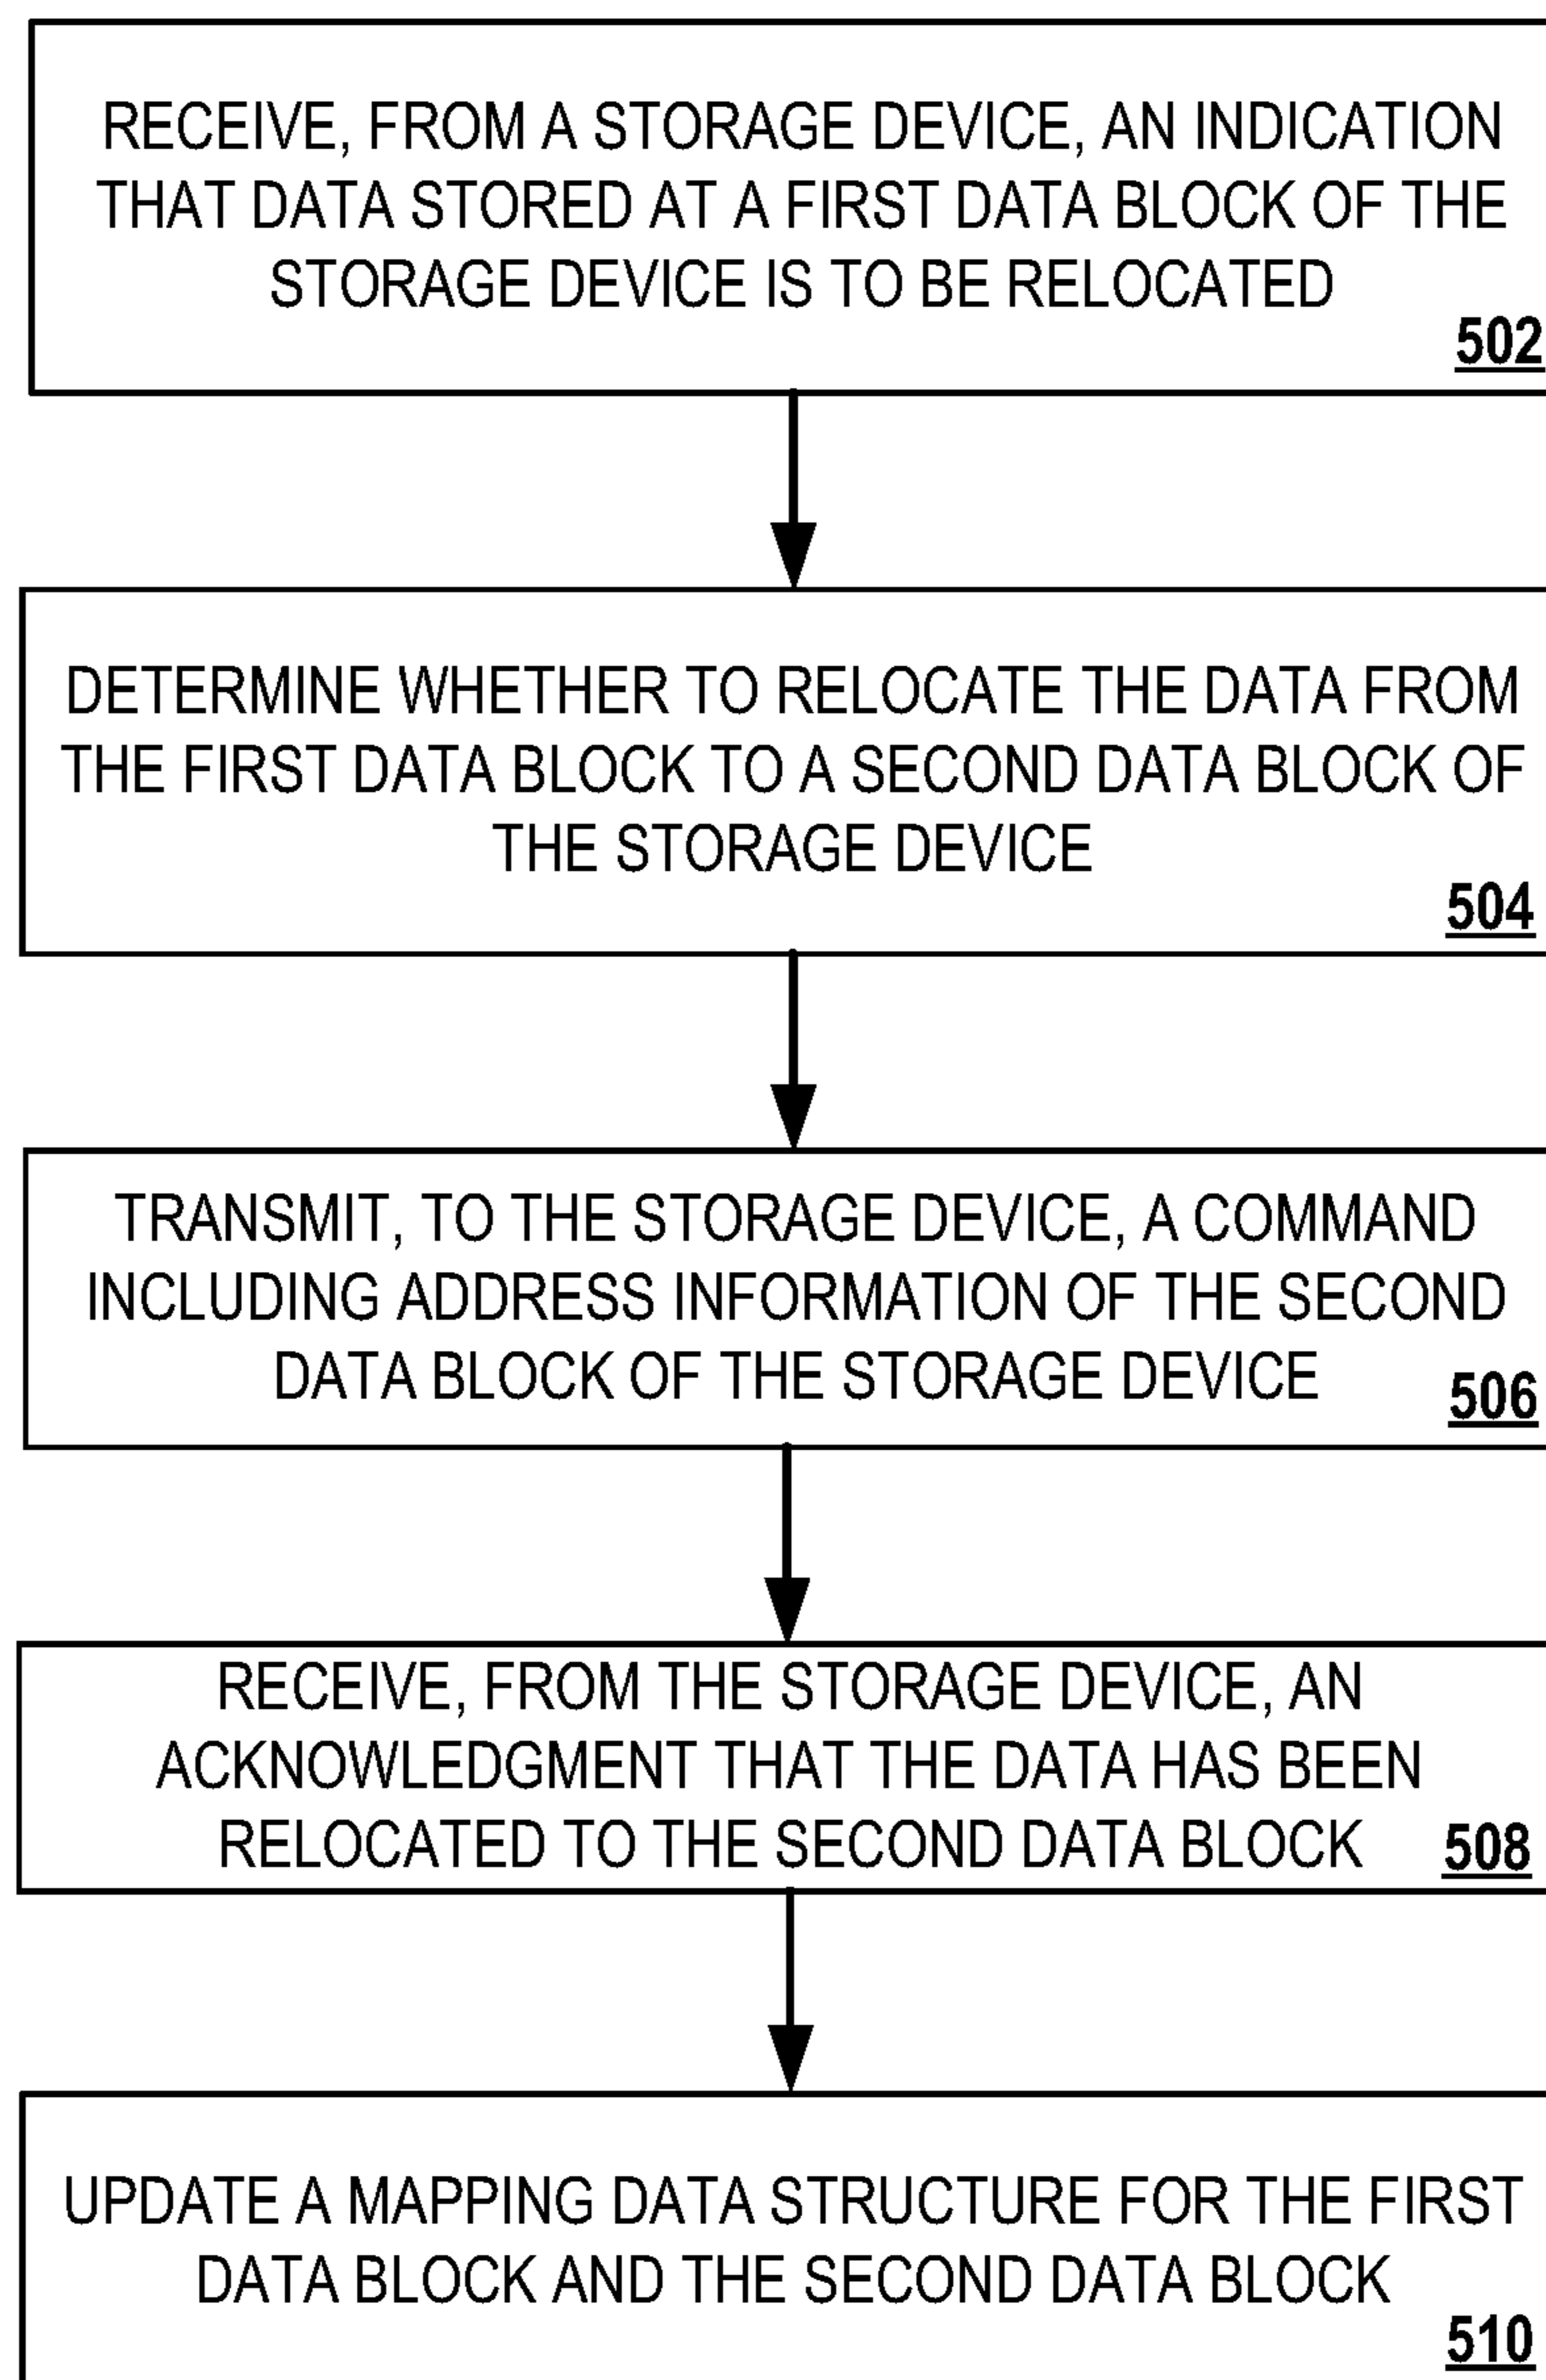 RECEIVE, FROM A STORAGE DEVICE, AN INDICATION
THAT DATA STORED AT A FIRST DATA BLOCK OF THE
STORAGE DEVICE IS TO BE RELOCATED
502
DETERMINE WHETHER TO RELOCATE THE DATA FROM
THE FIRST DATA BLOCK TO A SECOND DATA BLOCK OF
THE STORAGE DEVICE
504
TRANSMIT, TO THE STORAGE DEVICE, A COMMAND
INCLUDING ADDRESS INFORMATION OF THE SECOND
DATA BLOCK OF THE STORAGE DEVICE
506
RECEIVE, FROM THE STORAGE DEVICE, AN
ACKNOWLEDGMENT THAT THE DATA HAS BEEN
RELOCATED TO THE SECOND DATA BLOCK
508
UPDATE A MAPPING DATA STRUCTURE FOR THE FIRST
DATA BLOCK AND THE SECOND DATA BLOCK
510